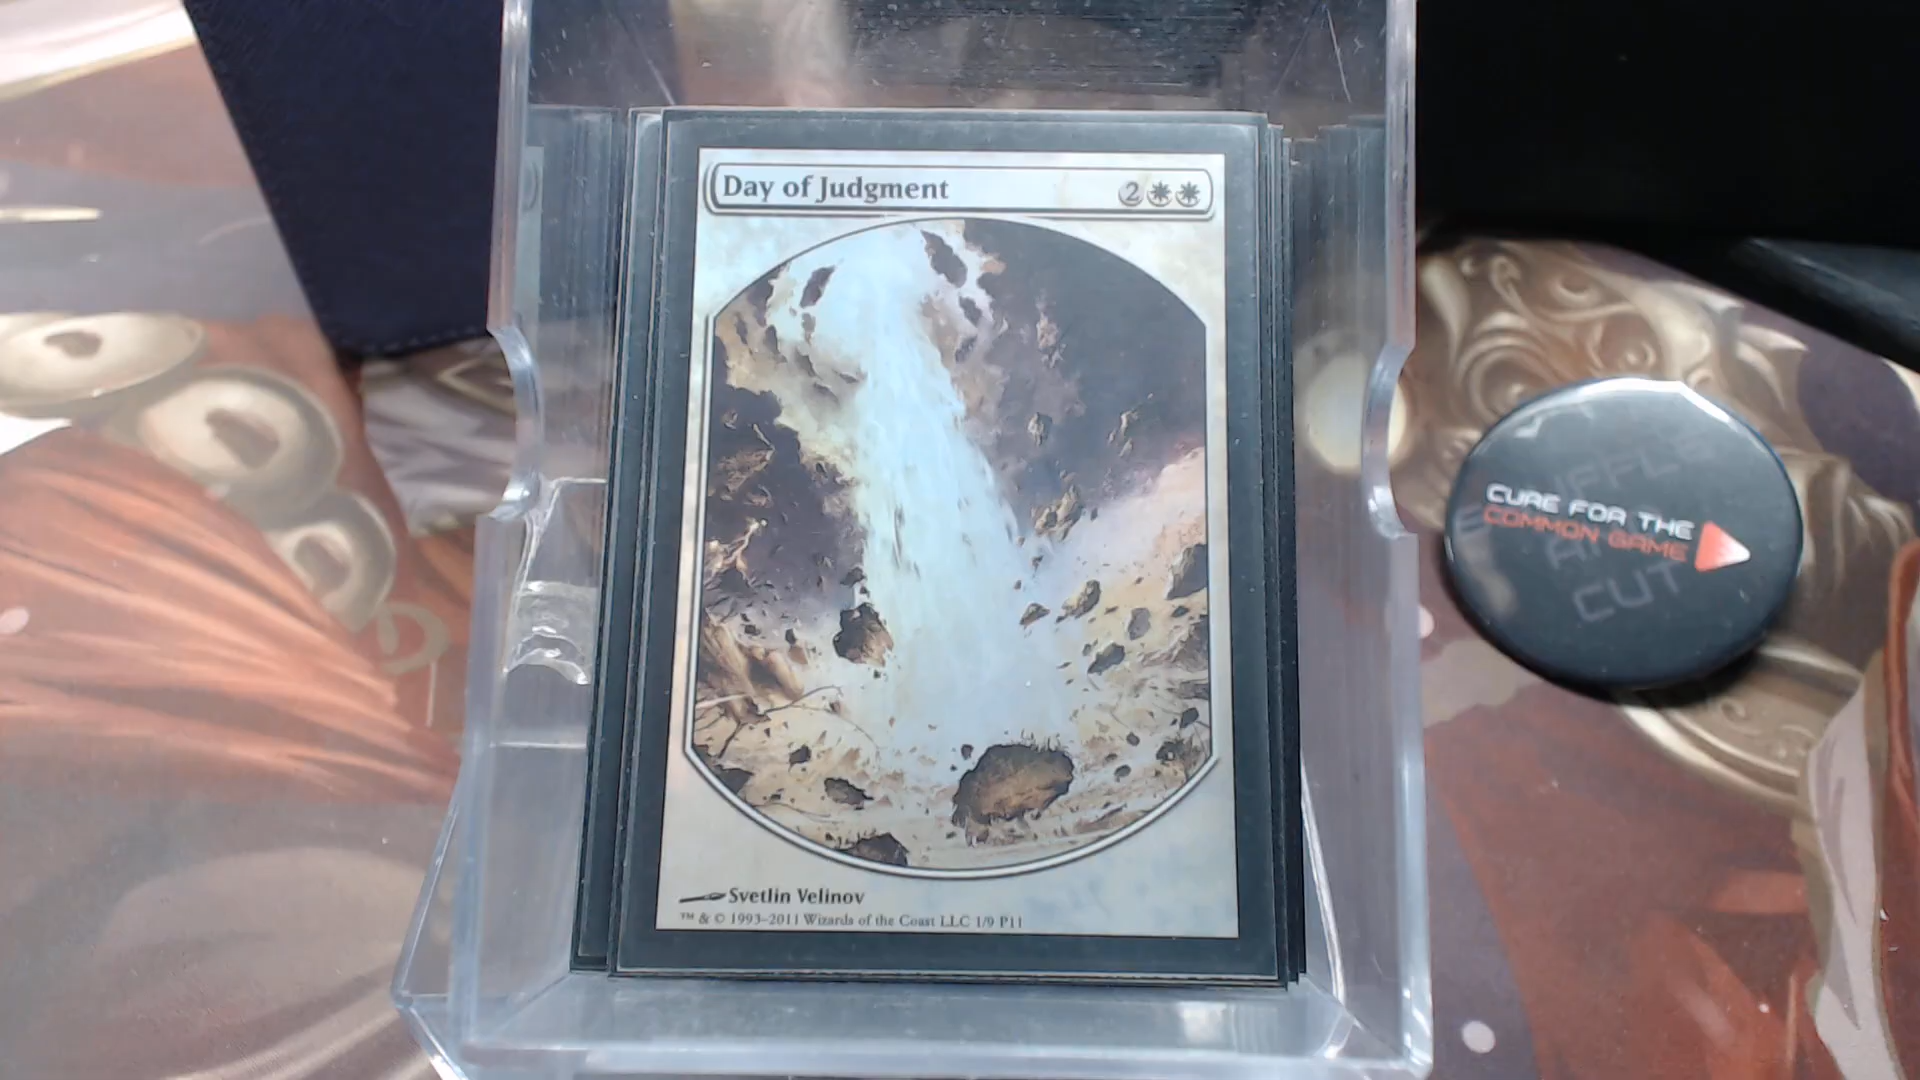 Day of Judgment 2
CURE FOR THE
COMMON GAME
CUT
Svetlin Velinov
™ & © 1993–2011 Wizards of the Coast LLC 1/9 P11